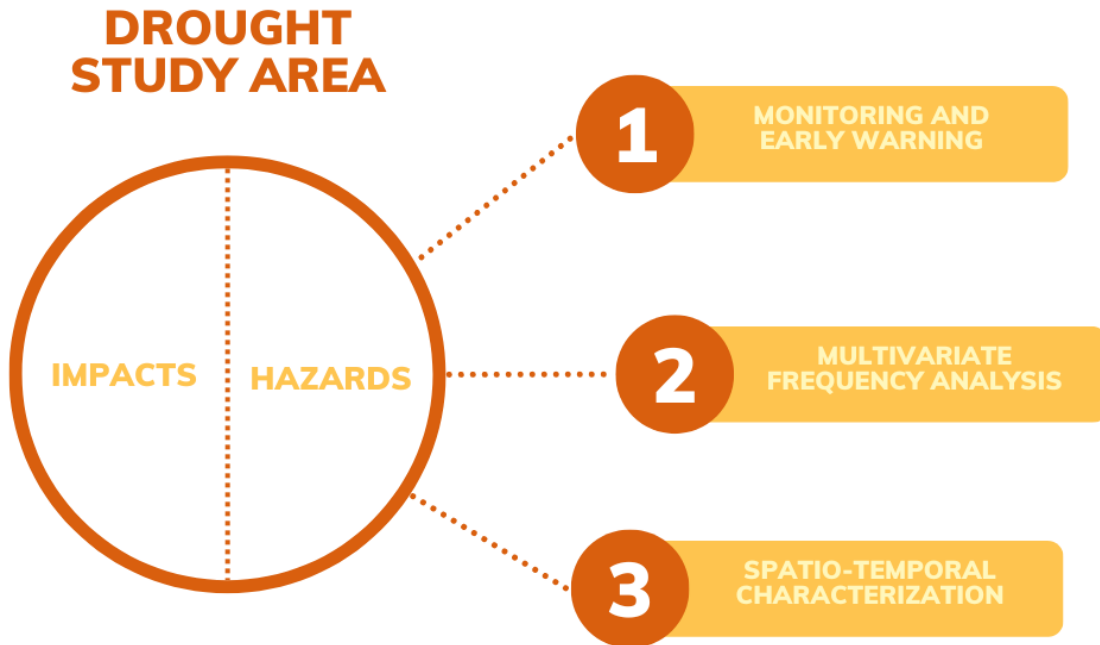 DROUGHT
STUDY AREA
IMPACTS
HAZARDS
1
MONITORING AND
EARLY WARNING
2
MULTIVARIATE
FREQUENCY ANALYSIS
3
SPATIO-TEMPORAL
CHARACTERIZATION